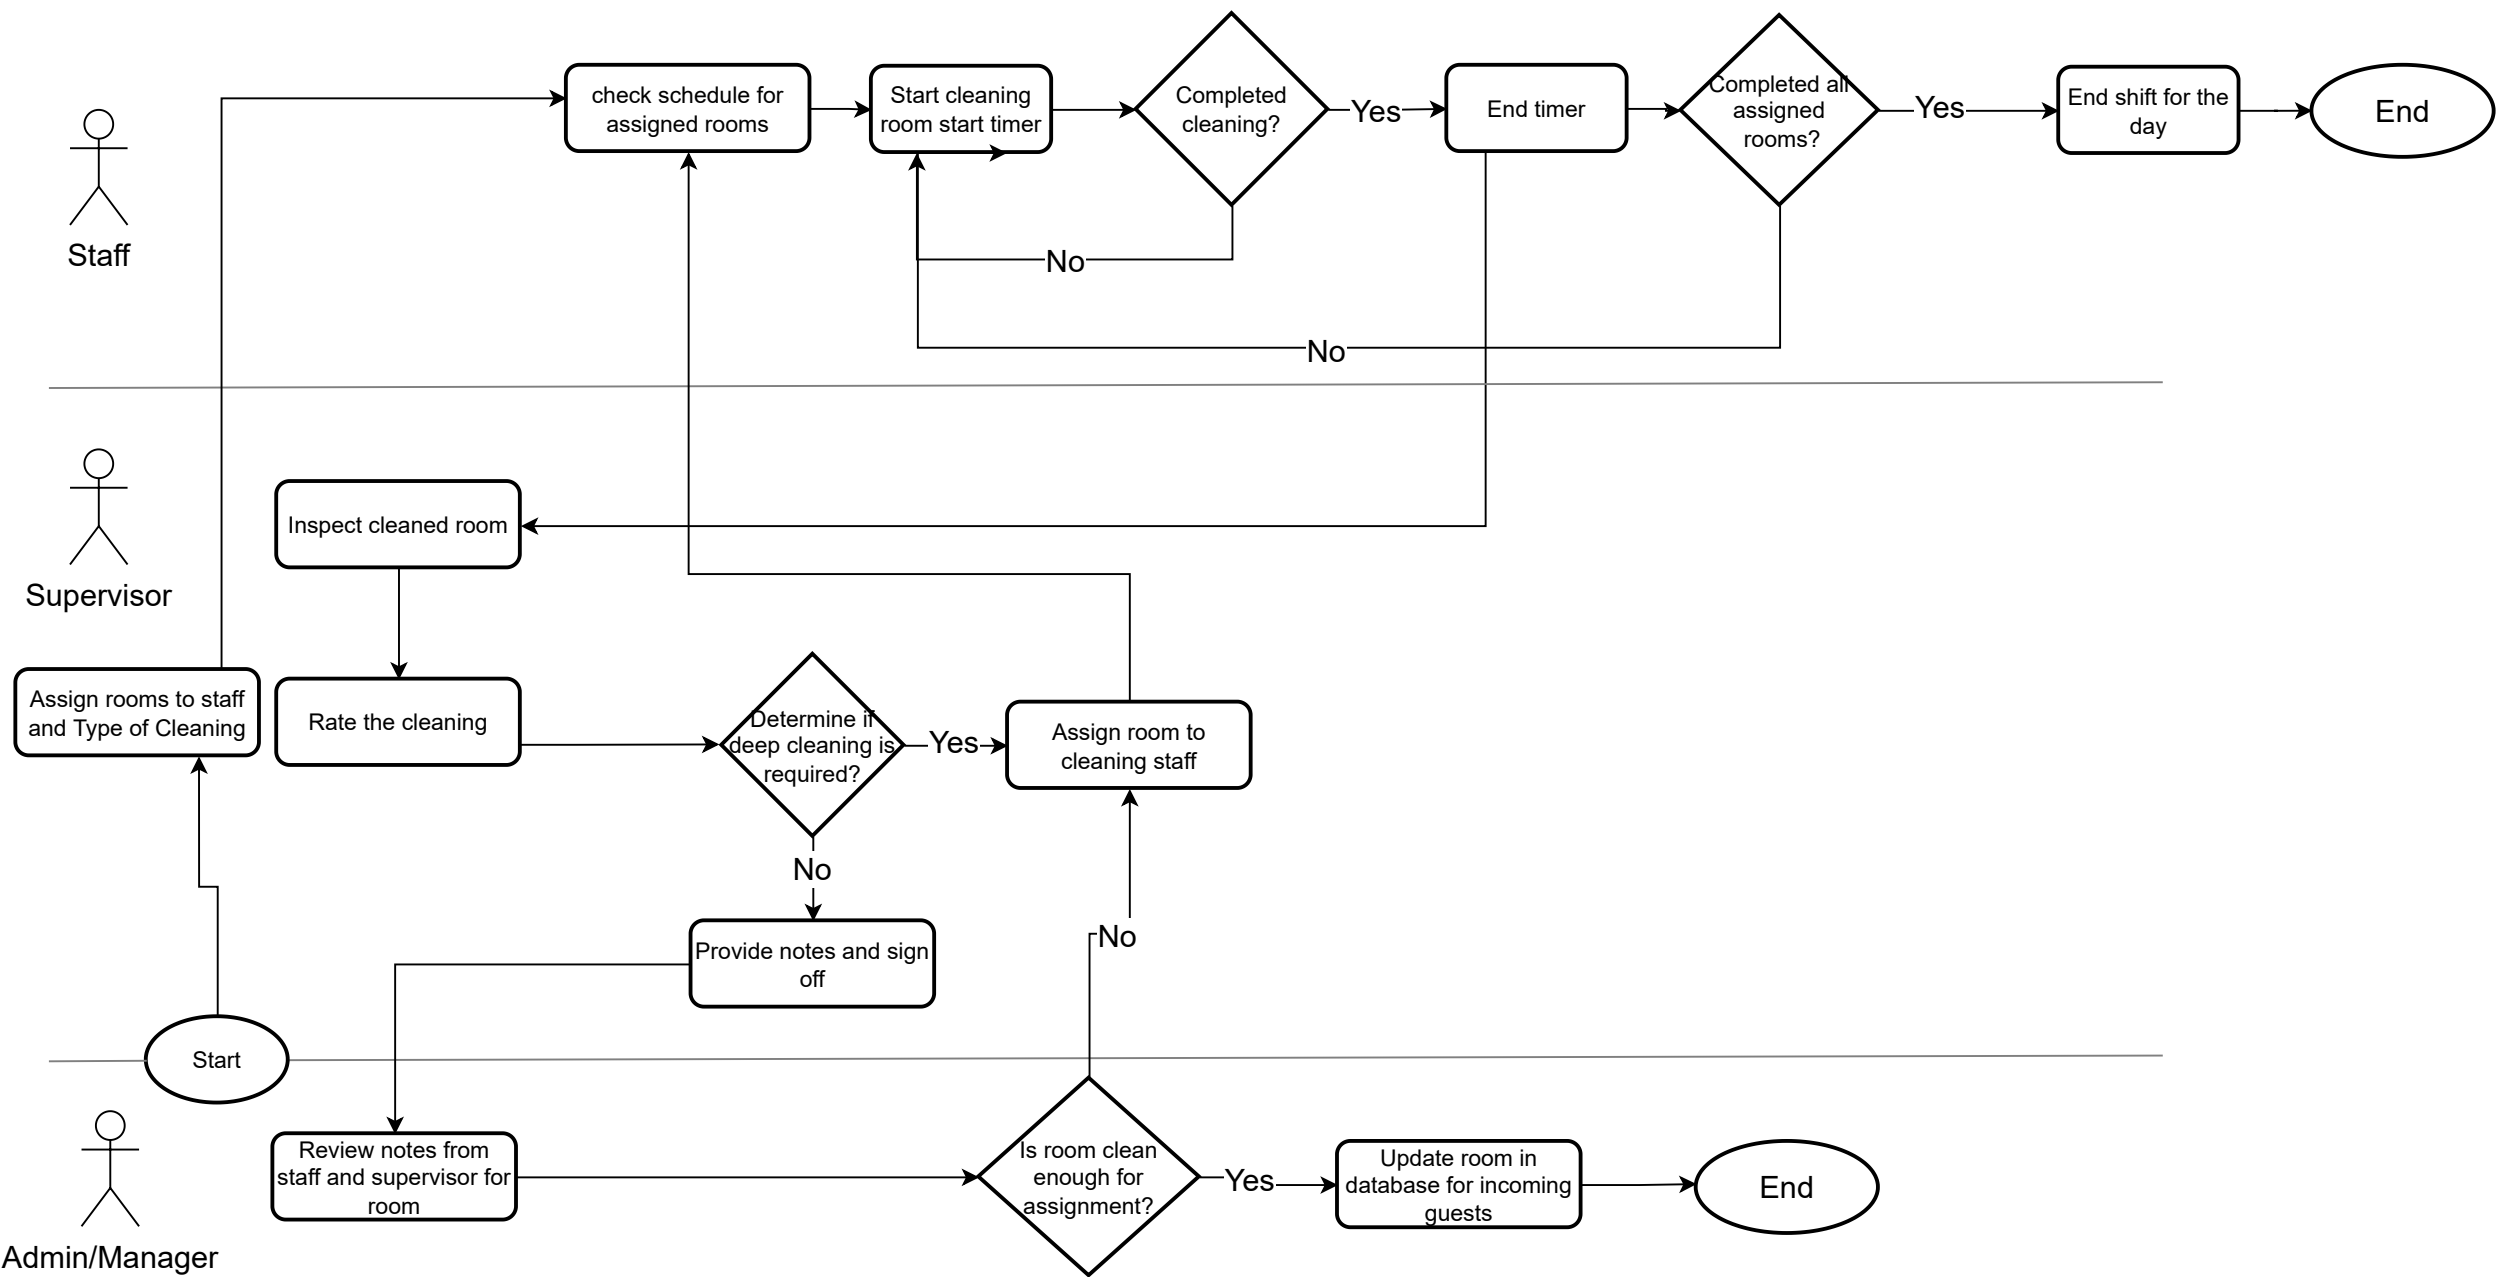 check schedule for
assigned rooms
Start cleaning
room start timer
Completed
cleaning?
Yes
End timer
Completed all
assigned
rooms?
Yes
End shift for the
day
End
Staff
No
No
Inspect cleaned room
Supervisor
Assign rooms to staff
and Type of Cleaning
Rate the cleaning
Determine if
deep cleaning is
required?
Yes
Assign room to
cleaning staff
No
Provide notes and sign
off
No
Start
Review notes from
staff and supervisor for
room
Is room clean
enough for
assignment?
Yes
Update room in
database for incoming
guests
End
Admin/Manager